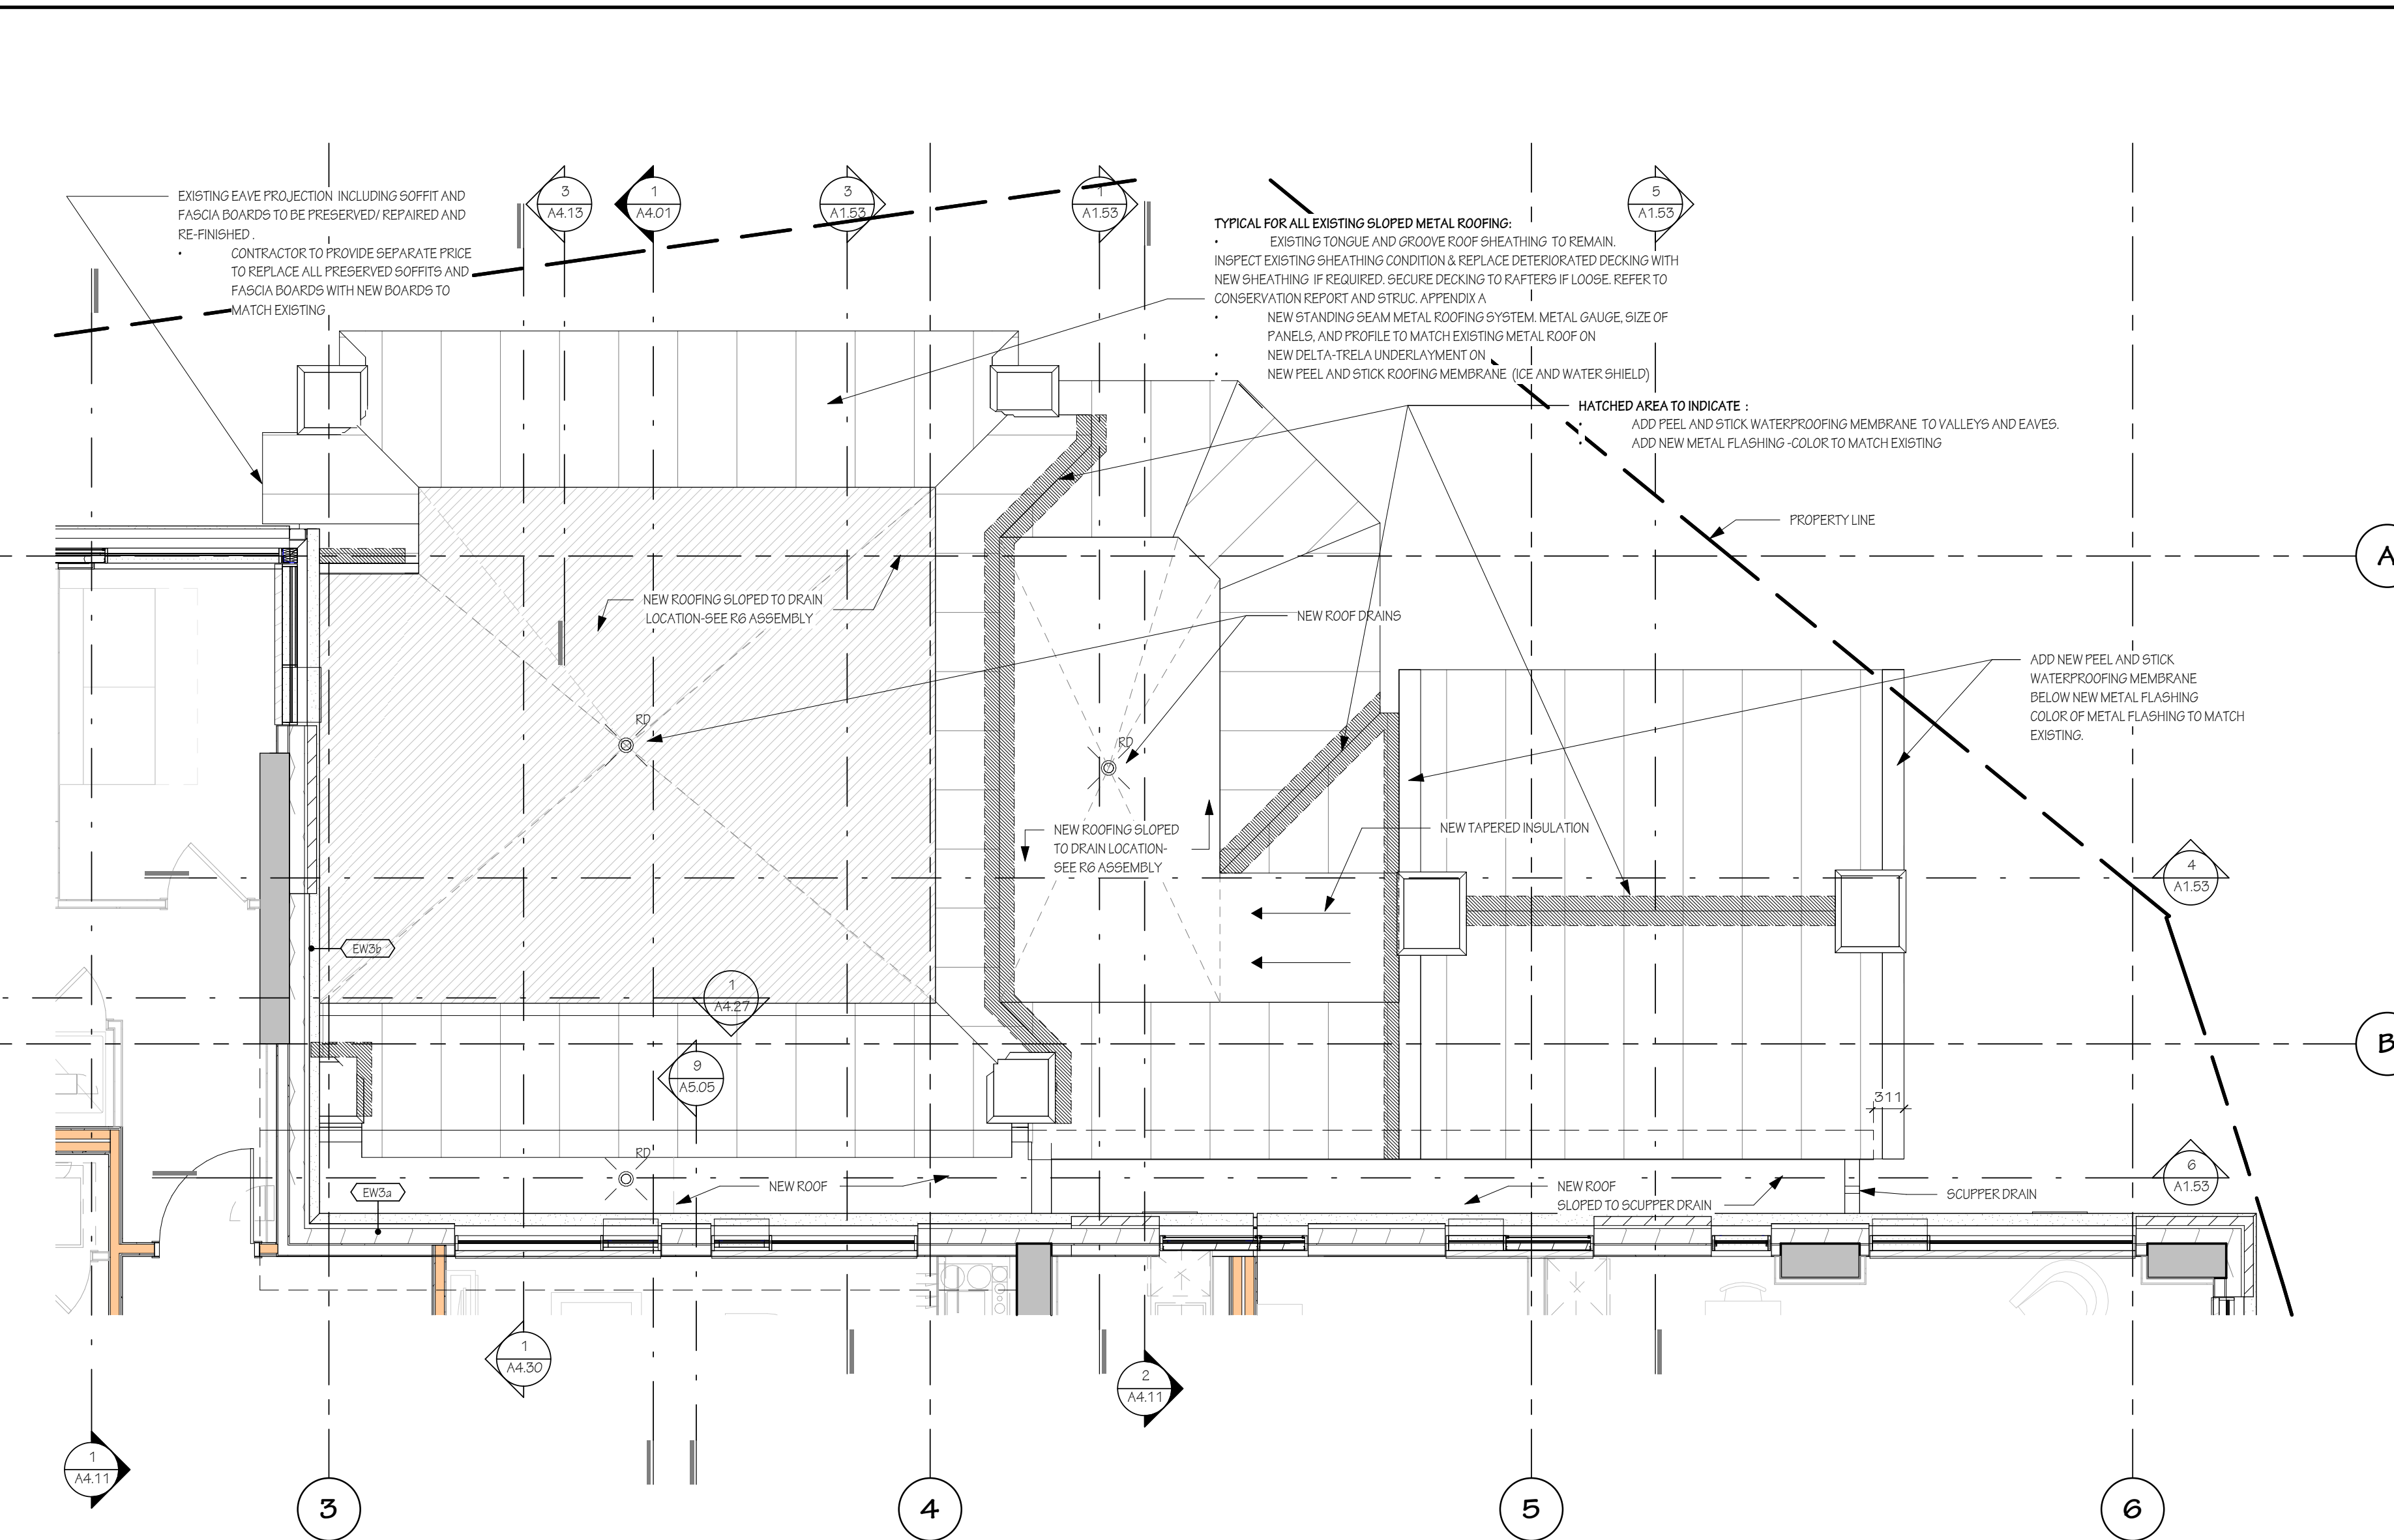 3
A4.13
1
A4.01
3
A1.53
1
A1.53
5
A1.53
EXISTING EAVE PROJECTION INCLUDING SOFFIT AND
FASCIA BOARDS TO BE PRESERVED/ REPAIRED AND
RE-FINISHED .
• CONTRACTOR TO PROVIDE SEPARATE PRICE
TO REPLACE ALL PRESERVED SOFFITS AND
FASCIA BOARDS WITH NEW BOARDS TO
MATCH EXISTING
TYPICAL FOR ALL EXISTING SLOPED METAL ROOFING:
• EXISTING TONGUE AND GROOVE ROOF SHEATHING TO REMAIN.
INSPECT EXISTING SHEATHING CONDITION & REPLACE DETERIORATED DECKING WITH
NEW SHEATHING IF REQUIRED. SECURE DECKING TO RAFTERS IF LOOSE. REFER TO
CONSERVATION REPORT AND STRUC. APPENDIX A
• NEW STANDING SEAM METAL ROOFING SYSTEM. METAL GAUGE, SIZE OF
PANELS, AND PROFILE TO MATCH EXISTING METAL ROOF ON
• NEW DELTA-TRELA UNDERLAYMENT ON
• NEW PEEL AND STICK ROOFING MEMBRANE (ICE AND WATER SHIELD)
HATCHED AREA TO INDICATE :
• ADD PEEL AND STICK WATERPROOFING MEMBRANE TO VALLEYS AND EAVES.
• ADD NEW METAL FLASHING -COLOR TO MATCH EXISTING
PROPERTY LINE
A
NEW ROOFING SLOPED TO DRAIN
LOCATION-SEE R6 ASSEMBLY
NEW ROOF DRAINS
ADD NEW PEEL AND STICK
WATERPROOFING MEMBRANE
BELOW NEW METAL FLASHING
COLOR OF METAL FLASHING TO MATCH
EXISTING.
RD
RD
NEW ROOFING SLOPED
TO DRAIN LOCATION-
SEE R6 ASSEMBLY
NEW TAPERED INSULATION
4
A1.53
EW3b
1
A4.27
B
9
A5.05
311
RD
NEW ROOF
NEW ROOF
SLOPED TO SCUPPER DRAIN
SCUPPER DRAIN
6
A1.53
EW3a
1
A4.30
2
A4.11
1
A4.11
3
4
5
6